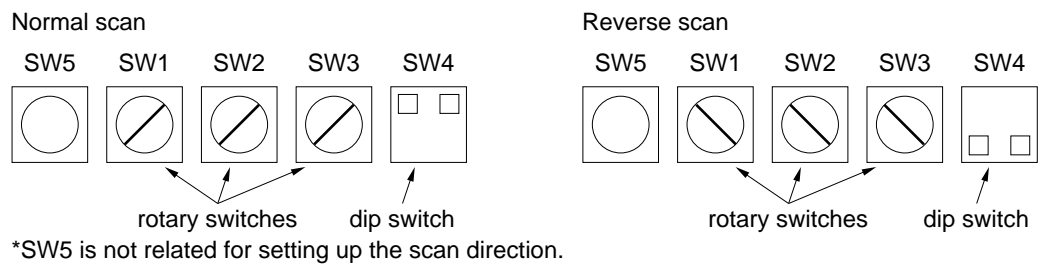 Normal scan
Reverse scan
SW5 SW1 SW2 SW3 SW4
SW5 SW1 SW2 SW3 SW4
rotary switches dip switch
rotary switches dip switch
*SW5 is not related for setting up the scan direction.